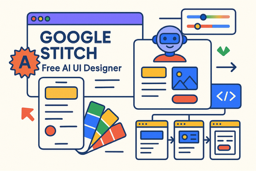 GOOGLE
STITCH
Free AI UI Designer
A
</>